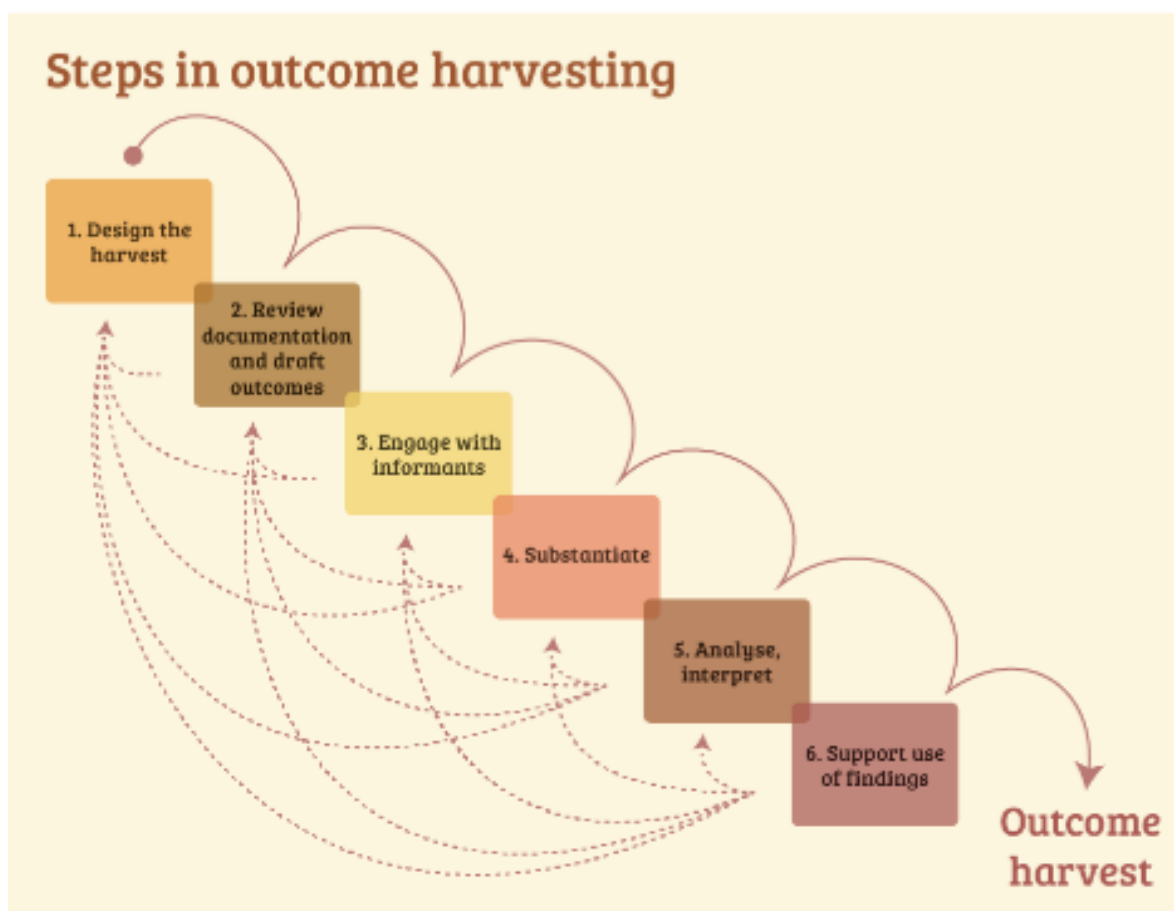 Steps in outcome harvesting
1. Design the
harvest
2. Review
documentation
and draft
outcomes
3. Engage with
informants
4. Substantiate
5. Analyse,
interpret
6. Support use
of findings
Outcome
harvest